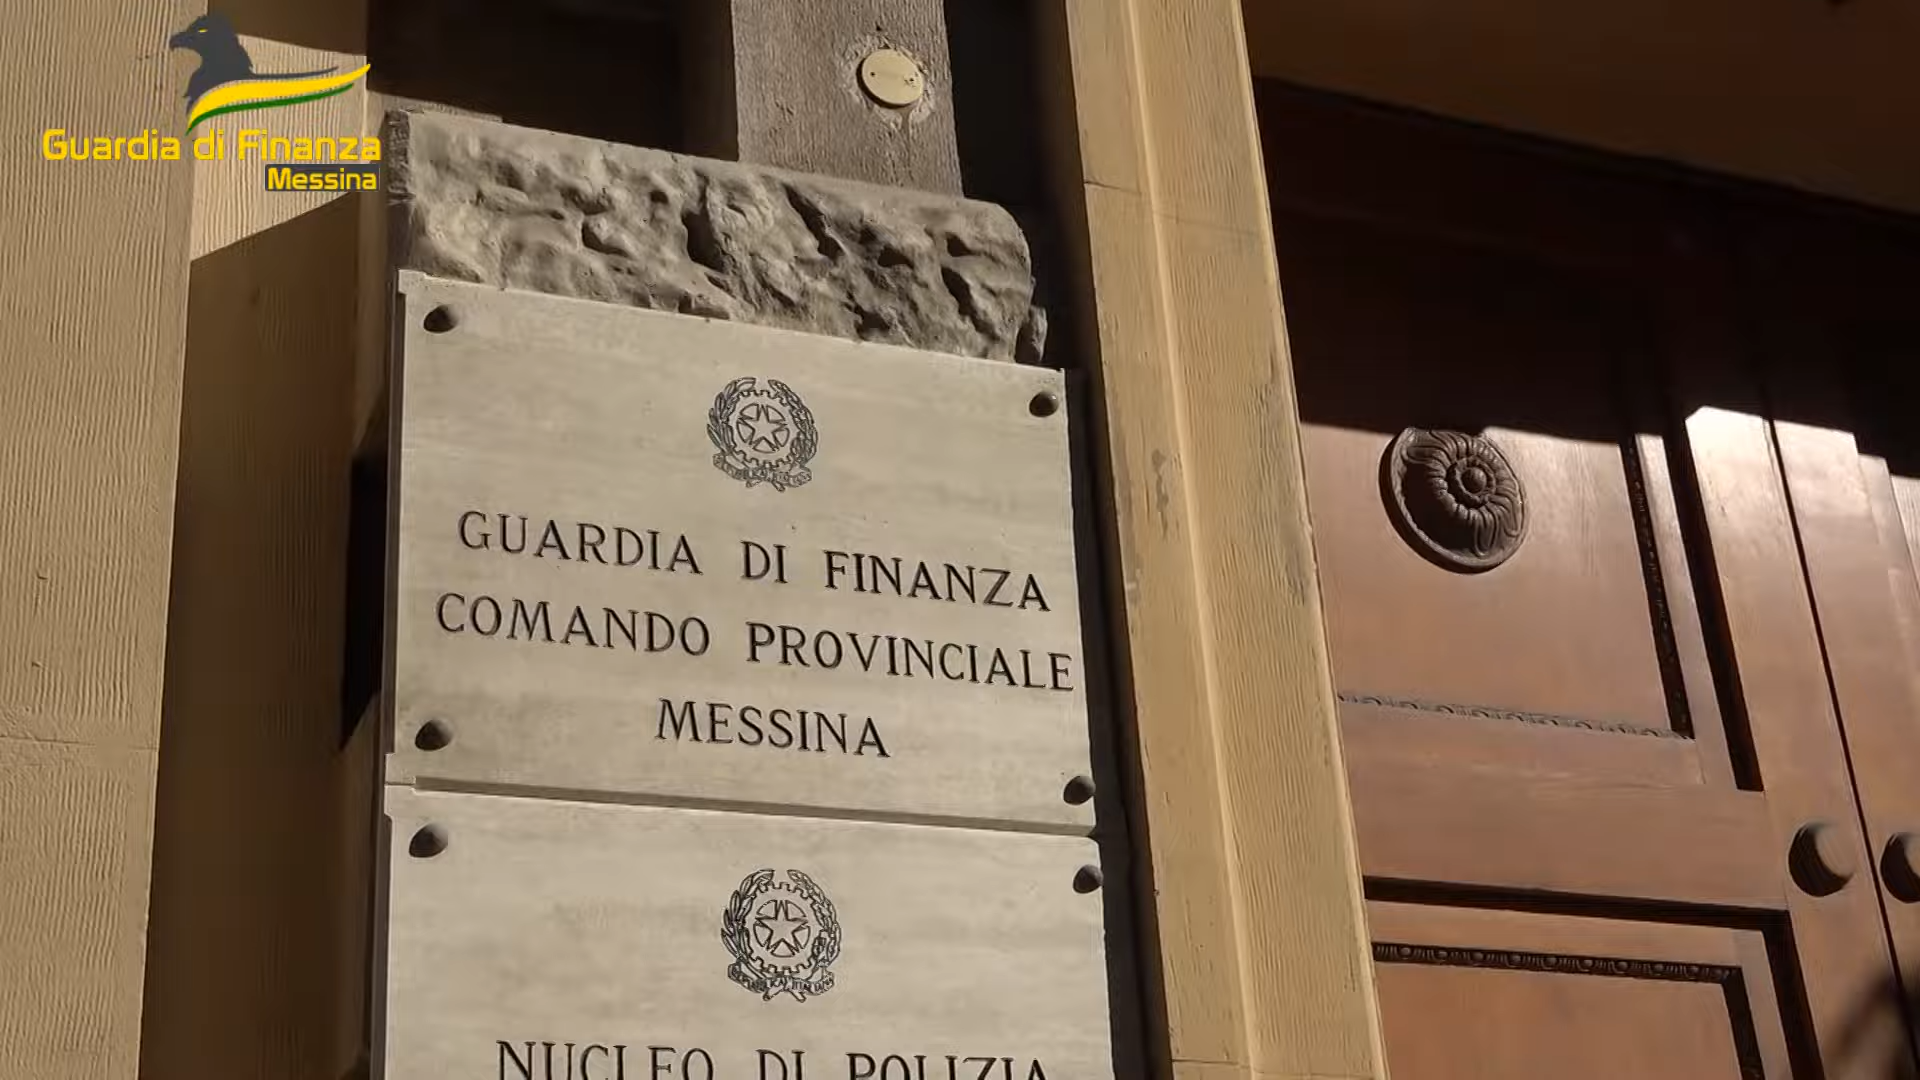 Guardia di Finanza
Messina
GUARDIA DI FINANZA
COMANDO PROVINCIALE
MESSINA
NUCLEO DI POLIZIA